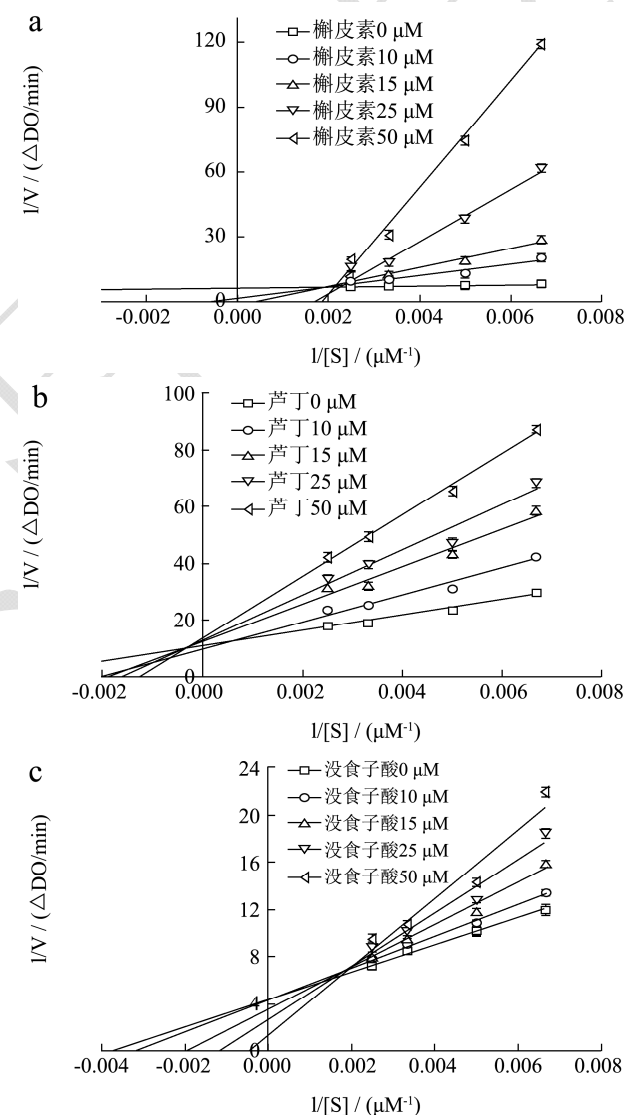 a
l/V / (△DO/min)
120
90
60
30
0
槲皮素0 μM
槲皮素10 μM
槲皮素15 μM
槲皮素25 μM
槲皮素50 μM
-0.002 0.000 0.002 0.004 0.006 0.008
l/[S] / (μM⁻¹)
b
l/V / (△DO/min)
100
80
60
40
20
0
芦丁0 μM
芦丁10 μM
芦丁15 μM
芦丁25 μM
芦丁50 μM
-0.002 0.000 0.002 0.004 0.006 0.008
l/[S] / (μM⁻¹)
c
l/V / (△DO/min)
24
20
16
12
8
4
0
没食子酸0 μM
没食子酸10 μM
没食子酸15 μM
没食子酸25 μM
没食子酸50 μM
-0.004 -0.002 0.000 0.002 0.004 0.006 0.008
l/[S] / (μM⁻¹)